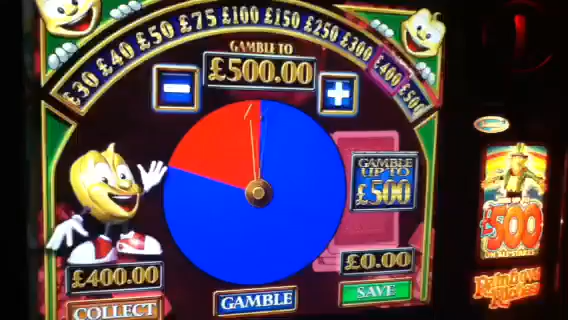 £30 £40 £50 £75 £100 £150 £250 £300 £400 £500
GAMBLE TO
£500.00
- +
GAMBLE
UP TO
£500
£400.00
£0.00
COLLECT
GAMBLE
SAVE
£500
Rainbow
Riches